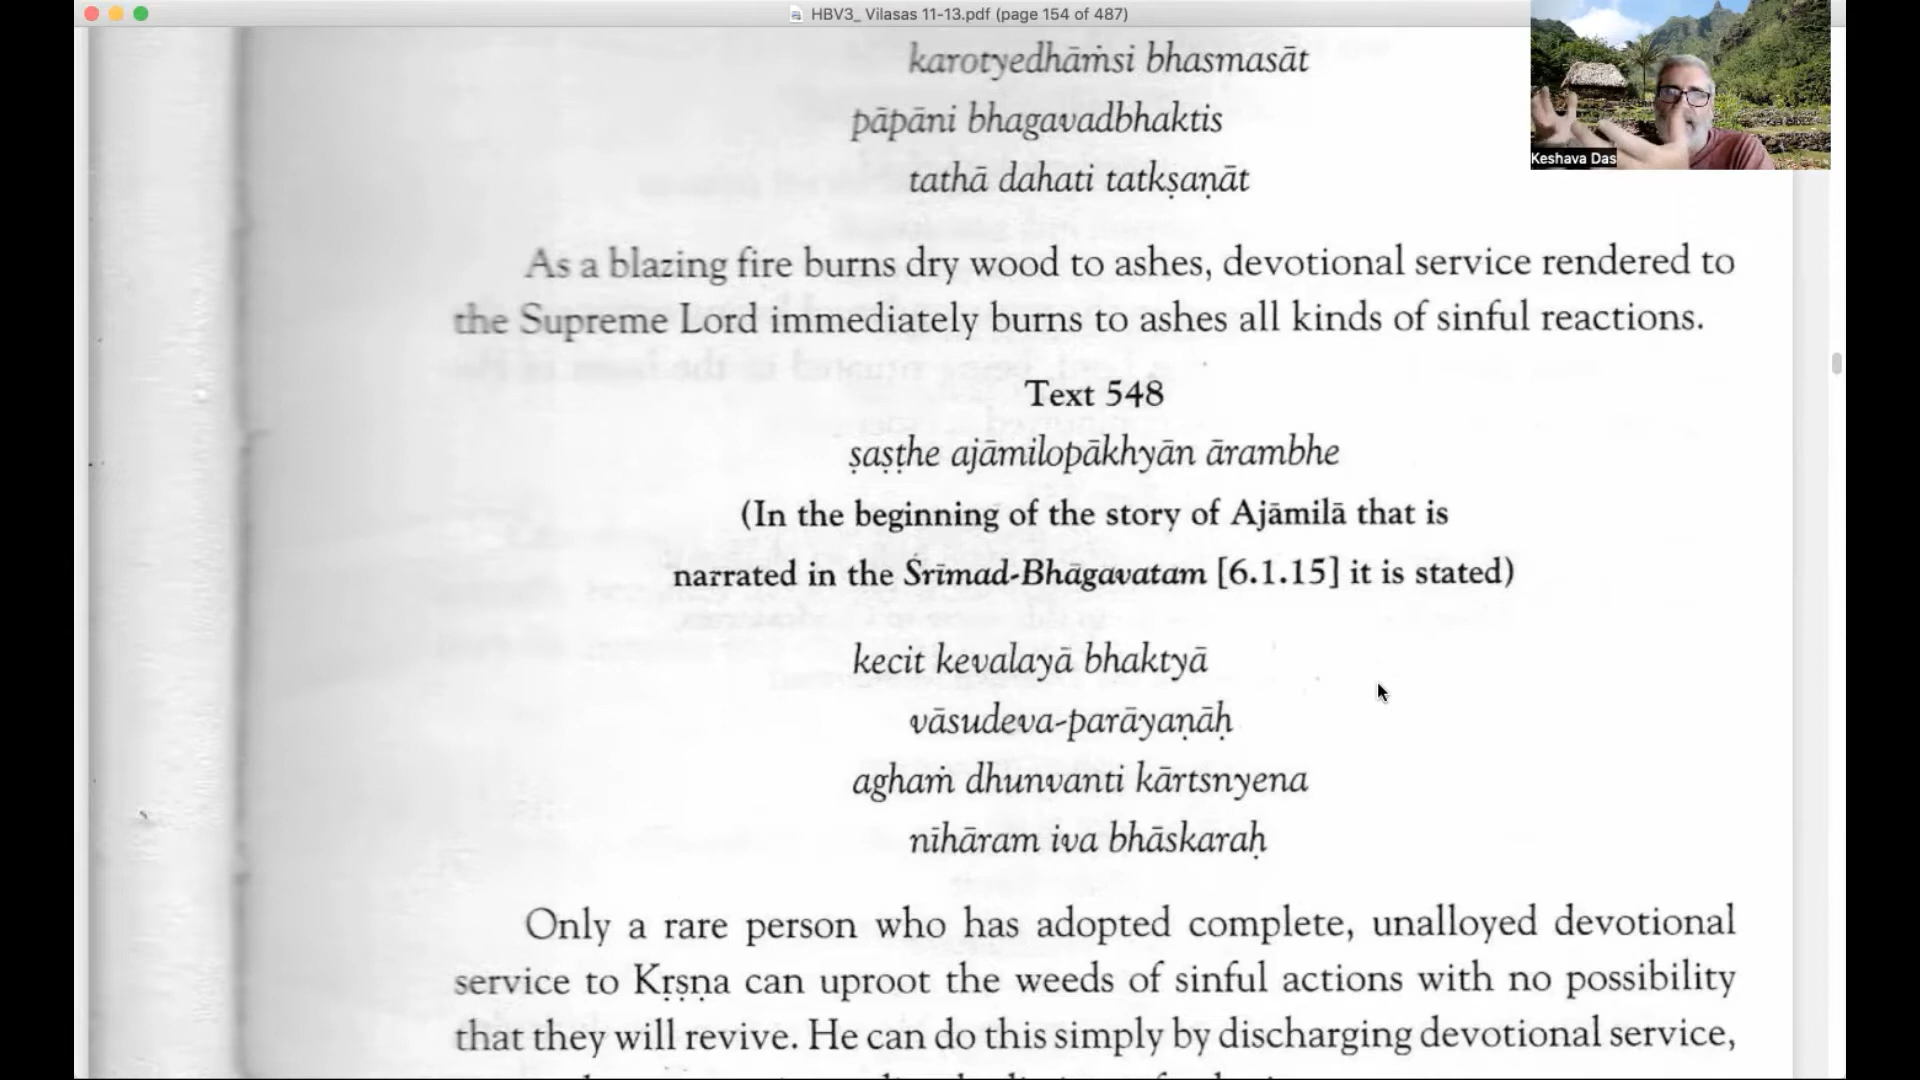 HBV3_ Vilasas 11-13.pdf (page 154 of 487)
karotyedhāṁsi bhasmasāt
pāpāni bhagavadbhaktis
tathā dahati tatkṣaṇāt
Keshava Das
As a blazing fire burns dry wood to ashes, devotional service rendered to
the Supreme Lord immediately burns to ashes all kinds of sinful reactions.
Text 548
ṣaṣṭhe ajāmilopākhyān ārambhe
(In the beginning of the story of Ajāmilā that is
narrated in the Śrīmad-Bhāgavatam [6.1.15] it is stated)
kecit kevalayā bhaktyā
vāsudeva-parāyaṇāḥ
aghaṁ dhunvanti kārtsnyena
nīhāram iva bhāskaraḥ
Only a rare person who has adopted complete, unalloyed devotional
service to Kṛṣṇa can uproot the weeds of sinful actions with no possibility
that they will revive. He can do this simply by discharging devotional service,